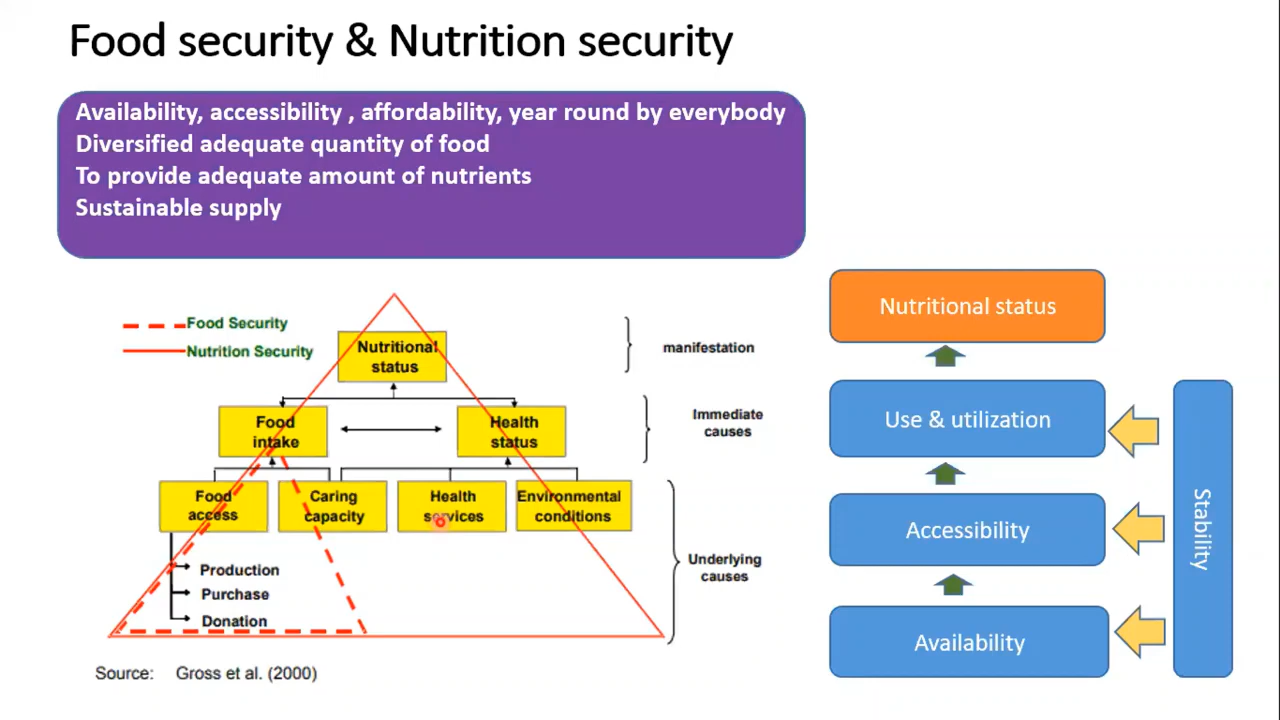 Food security & Nutrition security
Availability, accessibility , affordability, year round by everybody
Diversified adequate quantity of food
To provide adequate amount of nutrients
Sustainable supply
Food Security
Nutrition Security
Nutritional
status
manifestation
Food
intake
Health
status
Immediate
causes
Food
access
Caring
capacity
Health
services
Environmental
conditions
Production
Purchase
Donation
Underlying
causes
Source: Gross et al. (2000)
Nutritional status
Use & utilization
Accessibility
Availability
Stability